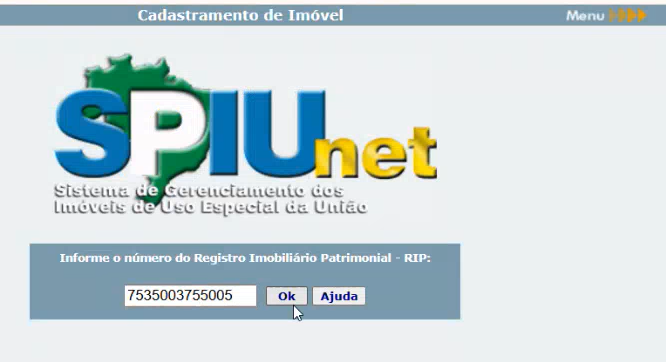 Cadastramento de Imóvel
Menu
SPIUnet
Sistema de Gerenciamento dos
Imóveis de Uso Especial da União
Informe o número do Registro Imobiliário Patrimonial - RIP:
7535003755005 Ok Ajuda